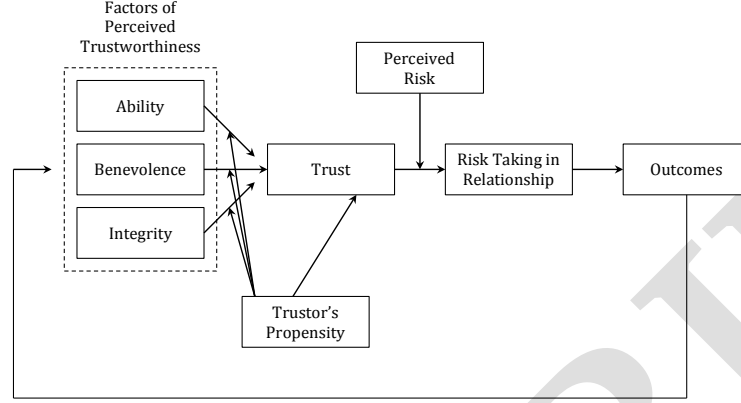 Factors of
Perceived
Trustworthiness
Perceived
Risk
Ability
Benevolence
Trust
Risk Taking in
Relationship
Outcomes
Integrity
Trustor's
Propensity